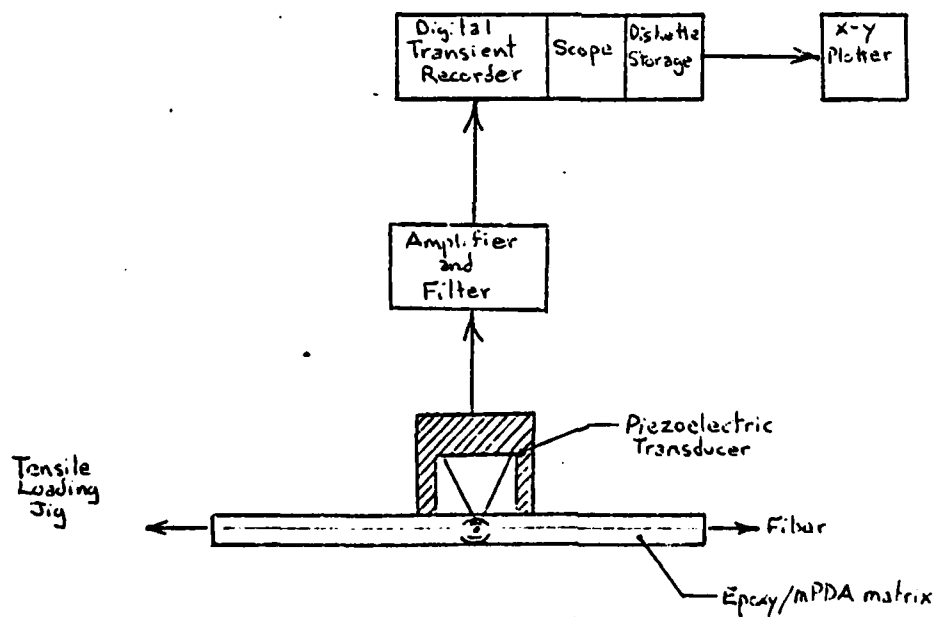 Digital
Transient
Recorder
Scope
Diskette
Storage
X-Y
Plotter
Amplifier
and
Filter
Piezoelectric
Transducer
Tensile
Loading
Jig
Fiber
Epoxy/mPDA matrix